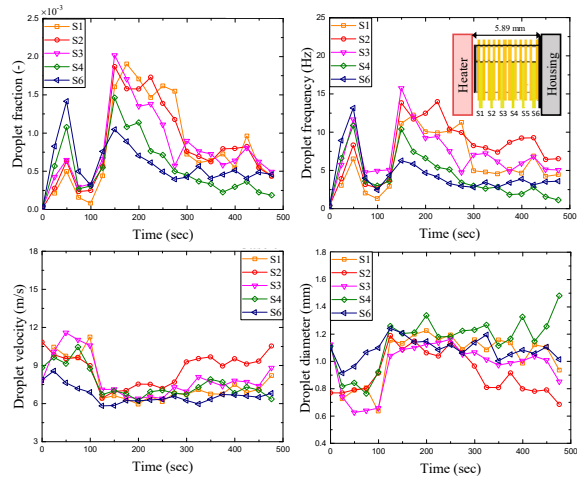 2.5 ×10⁻³
2.0
1.5
1.0
0.5
0.0
Droplet fraction (-)
S1
S2
S3
S4
S6
0 100 200 300 400 500
Time (sec)
25
20
15
10
5
0
Droplet frequency (Hz)
S1
S2
S3
S4
S6
5.89 mm
Heater
Housing
S1 S2 S3 S4 S5 S6
0 100 200 300 400 500
Time (sec)
18
15
12
9
6
3
Droplet velocity (m/s)
S1
S2
S3
S4
S6
0 100 200 300 400 500
Time (sec)
1.8
1.6
1.4
1.2
1.0
0.8
0.6
0.4
Droplet diameter (mm)
S1
S2
S3
S4
S6
0 100 200 300 400 500
Time (sec)